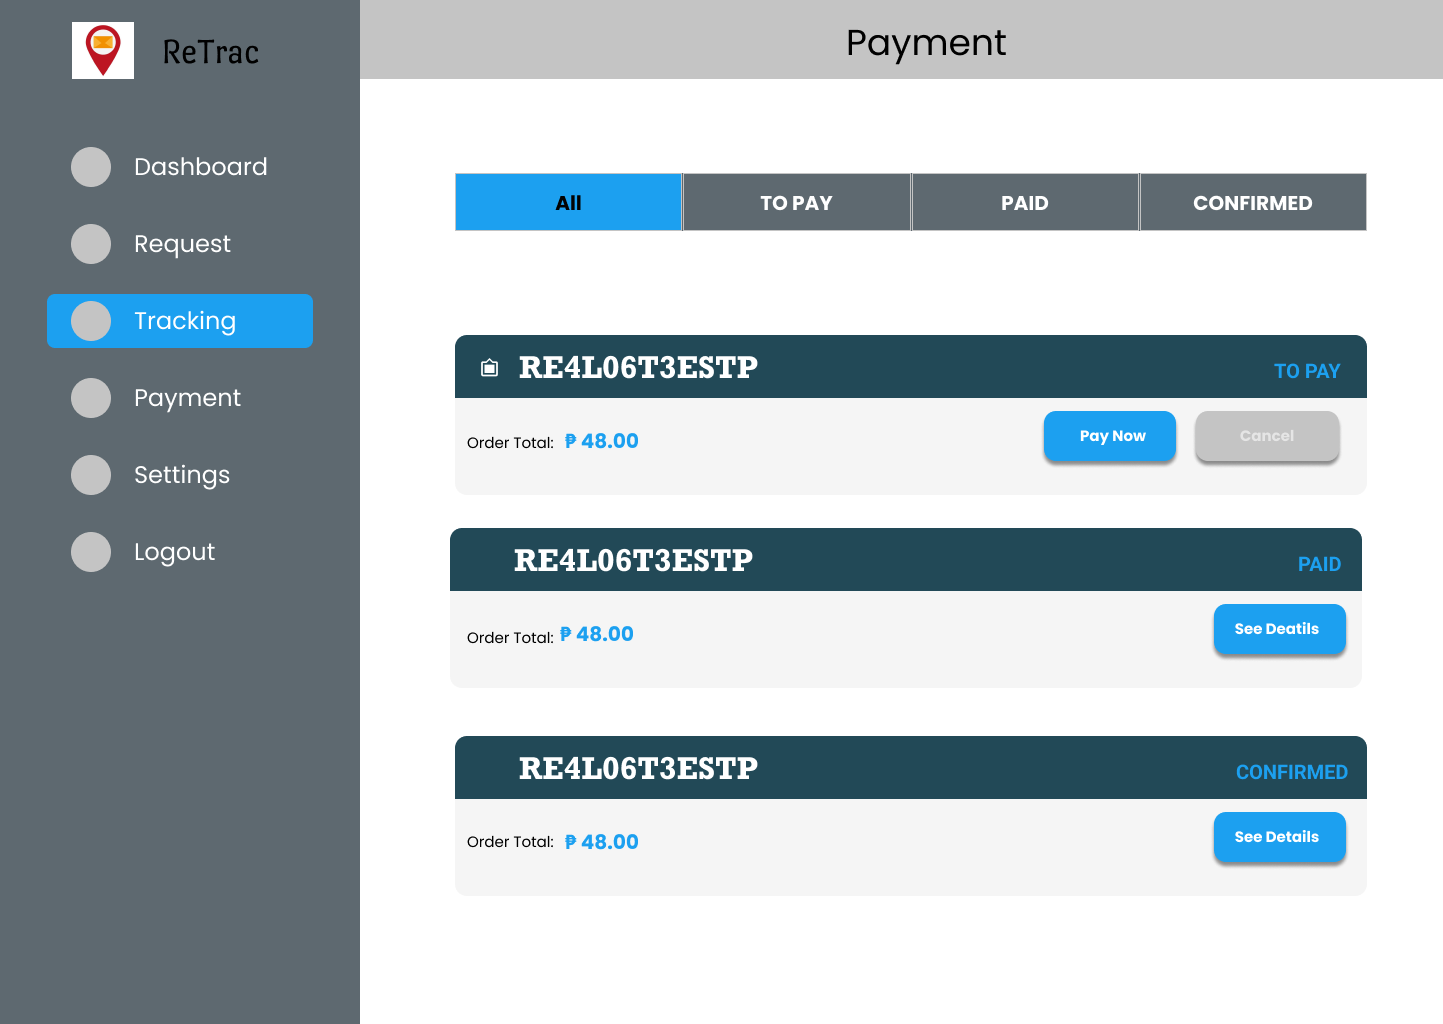 ReTrac
Payment
Dashboard
Request
Tracking
Payment
Settings
Logout
All
TO PAY
PAID
CONFIRMED
RE4L06T3ESTP
TO PAY
Order Total: ₱ 48.00
Pay Now
Cancel
RE4L06T3ESTP
PAID
Order Total: ₱ 48.00
See Deatils
RE4L06T3ESTP
CONFIRMED
Order Total: ₱ 48.00
See Details